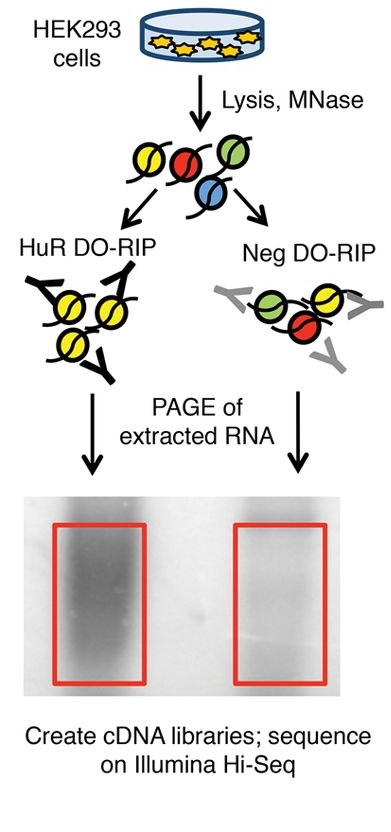 HEK293
cells
Lysis, MNase
HuR DO-RIP
Neg DO-RIP
PAGE of
extracted RNA
Create cDNA libraries; sequence
on Illumina Hi-Seq